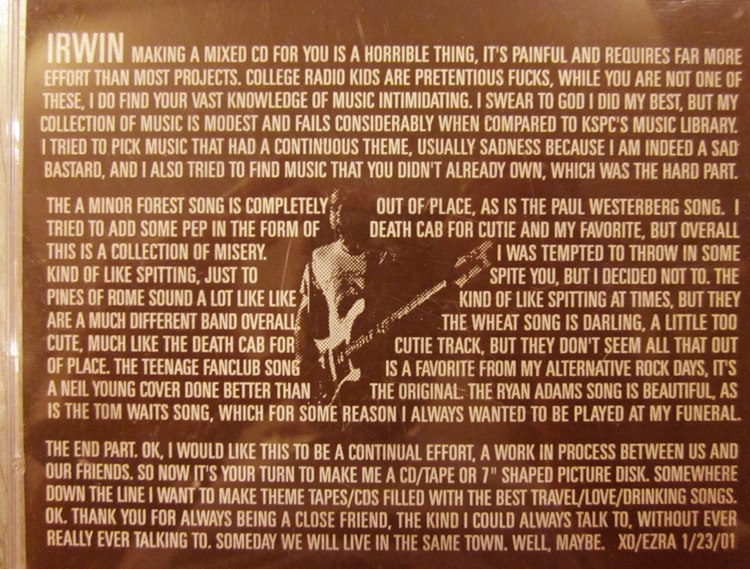 IRWIN MAKING A MIXED CD FOR YOU IS A HORRIBLE THING, IT'S PAINFUL AND REQUIRES FAR MORE
EFFORT THAN MOST PROJECTS. COLLEGE RADIO KIDS ARE PRETENTIOUS FUCKS, WHILE YOU ARE NOT ONE OF
THESE, I DO FIND YOUR VAST KNOWLEDGE OF MUSIC INTIMIDATING. I SWEAR TO GOD I DID MY BEST, BUT MY
COLLECTION OF MUSIC IS MODEST AND FAILS CONSIDERABLY WHEN COMPARED TO KSPC'S MUSIC LIBRARY.
I TRIED TO PICK MUSIC THAT HAD A CONTINUOUS THEME, USUALLY SADNESS BECAUSE I AM INDEED A SAD
BASTARD, AND I ALSO TRIED TO FIND MUSIC THAT YOU DIDN'T ALREADY OWN, WHICH WAS THE HARD PART.
THE A MINOR FOREST SONG IS COMPLETELY OUT OF PLACE, AS IS THE PAUL WESTERBERG SONG. I
TRIED TO ADD SOME PEP IN THE FORM OF DEATH CAB FOR CUTIE AND MY FAVORITE, BUT OVERALL
THIS IS A COLLECTION OF MISERY. I WAS TEMPTED TO THROW IN SOME
KIND OF LIKE SPITTING, JUST TO SPITE YOU, BUT I DECIDED NOT TO. THE
PINES OF ROME SOUND A LOT LIKE LIKE KIND OF LIKE SPITTING AT TIMES, BUT THEY
ARE A MUCH DIFFERENT BAND OVERALL. THE WHEAT SONG IS DARLING, A LITTLE TOO
CUTE, MUCH LIKE THE DEATH CAB FOR CUTIE TRACK, BUT THEY DON'T SEEM ALL THAT OUT
OF PLACE. THE TEENAGE FANCLUB SONG IS A FAVORITE FROM MY ALTERNATIVE ROCK DAYS, IT'S
A NEIL YOUNG COVER DONE BETTER THAN THE ORIGINAL. THE RYAN ADAMS SONG IS BEAUTIFUL, AS
IS THE TOM WAITS SONG, WHICH FOR SOME REASON I ALWAYS WANTED TO BE PLAYED AT MY FUNERAL.
THE END PART. OK, I WOULD LIKE THIS TO BE A CONTINUAL EFFORT, A WORK IN PROCESS BETWEEN US AND
OUR FRIENDS. SO NOW IT'S YOUR TURN TO MAKE ME A CD/TAPE OR 7" SHAPED PICTURE DISK. SOMEWHERE
DOWN THE LINE I WANT TO MAKE THEME TAPES/CDS FILLED WITH THE BEST TRAVEL/LOVE/DRINKING SONGS.
OK. THANK YOU FOR ALWAYS BEING A CLOSE FRIEND, THE KIND I COULD ALWAYS TALK TO, WITHOUT EVER
REALLY EVER TALKING TO. SOMEDAY WE WILL LIVE IN THE SAME TOWN. WELL, MAYBE. XO/EZRA 1/23/01